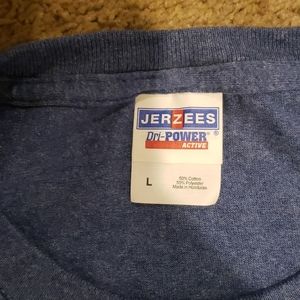 JERZEES
Dri-POWER®
ACTIVE
L
50% Cotton
50% Polyester
Made in Honduras